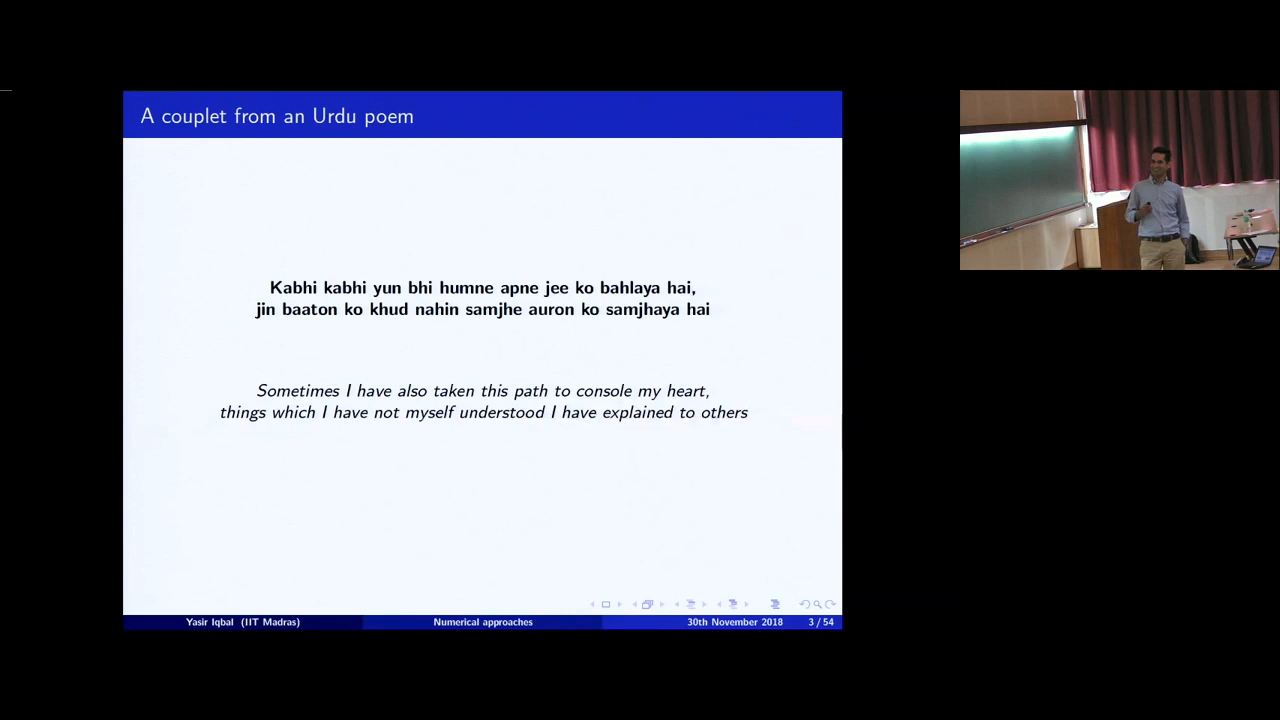 A couplet from an Urdu poem
Kabhi kabhi yun bhi humne apne jee ko bahlaya hai,
jin baaton ko khud nahin samjhe auron ko samjhaya hai
Sometimes I have also taken this path to console my heart,
things which I have not myself understood I have explained to others
Yasir Iqbal (IIT Madras) Numerical approaches 30th November 2018 3 / 54